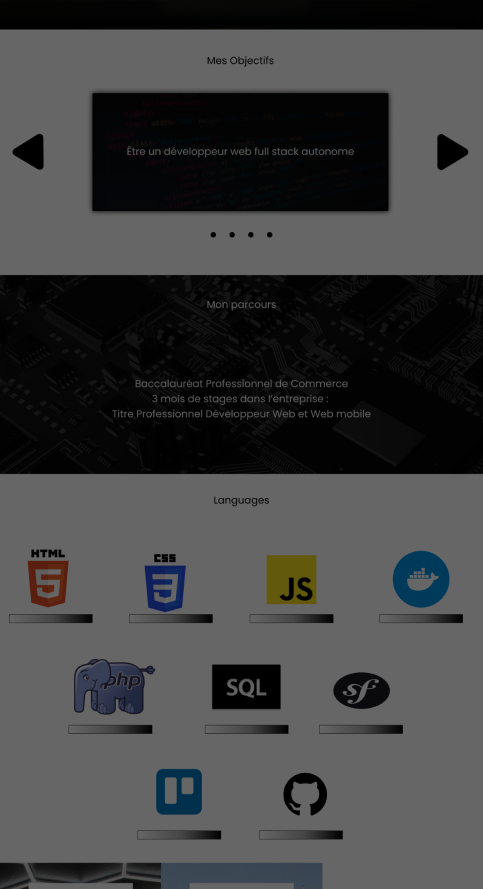 Mes Objectifs
Être un développeur web full stack autonome
Mon parcours
Baccalauréat Professionnel de Commerce
3 mois de stages dans l'entreprise :
Titre Professionnel Développeur Web et Web mobile
Languages
HTML
5
CSS
3
JS
php
SQL
sf